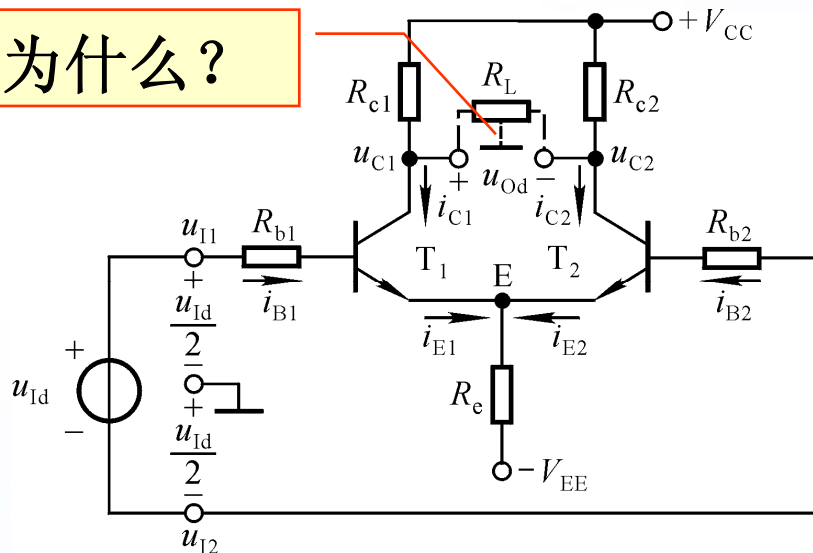 为什么?
+V_CC
R_c1
R_L
R_c2
u_C1
+
u_Od
−
u_C2
i_C1
i_C2
u_I1
R_b1
T_1
T_2
R_b2
+
u_Id
2
−
i_B1
E
i_B2
i_E1
i_E2
+
u_Id
−
+
u_Id
2
−
R_e
−V_EE
u_I2